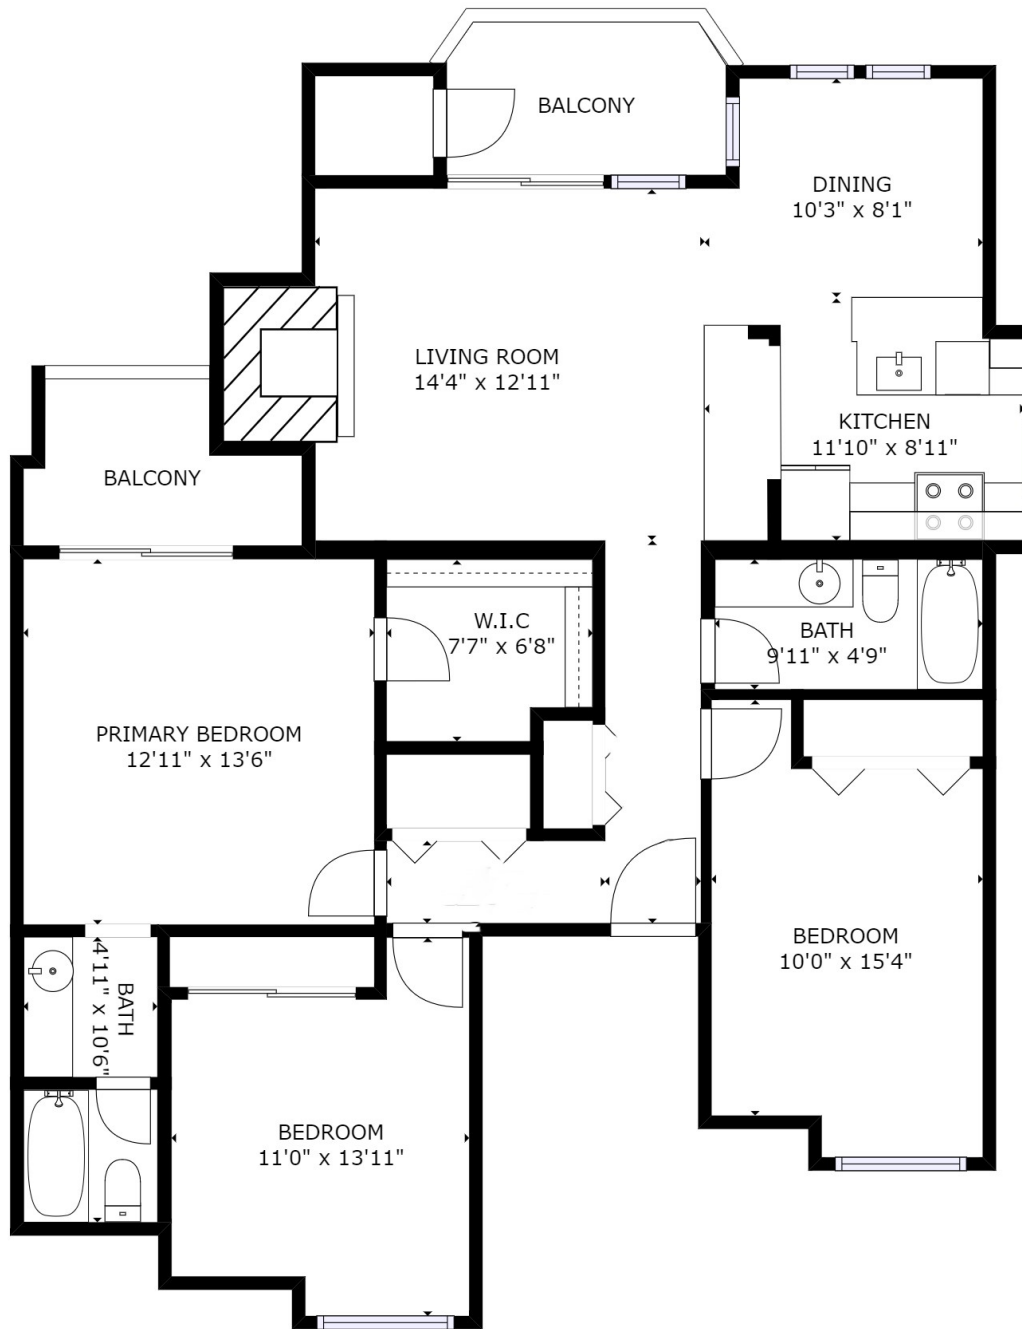 BALCONY
DINING
10'3" x 8'1"
LIVING ROOM
14'4" x 12'11"
KITCHEN
11'10" x 8'11"
BALCONY
W.I.C
7'7" x 6'8"
BATH
9'11" x 4'9"
PRIMARY BEDROOM
12'11" x 13'6"
BEDROOM
10'0" x 15'4"
BATH
4'11" x 10'6"
BEDROOM
11'0" x 13'11"